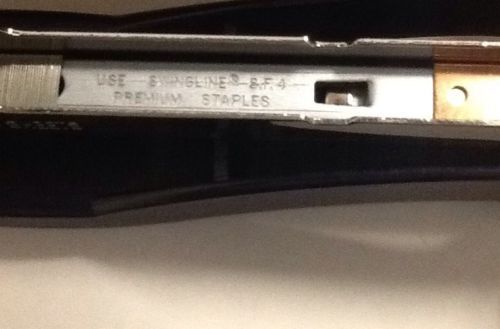 USE SWINGLINE® S.F.4
PREMIUM STAPLES